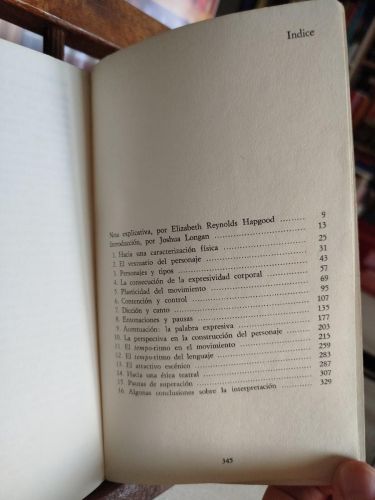 Indice
Nota explicativa, por Elizabeth Reynolds Hapgood ........ 9
Introducción, por Joshua Longan ........ 13
1. Hacia una caracterización física ........ 25
2. El vestuario del personaje ........ 31
3. Personajes y tipos ........ 43
4. La consecución de la expresividad corporal ........ 57
5. Plasticidad del movimiento ........ 69
6. Contención y control ........ 95
7. Dicción y canto ........ 107
8. Entonaciones y pausas ........ 135
9. Acentuación: la palabra expresiva ........ 177
10. La perspectiva en la construcción del personaje ........ 203
11. El tempo-ritmo en el movimiento ........ 215
12. El tempo-ritmo del lenguaje ........ 259
13. El atractivo escénico ........ 283
14. Hacia una ética teatral ........ 287
15. Pautas de superación ........ 307
16. Algunas conclusiones sobre la interpretación ........ 329
345